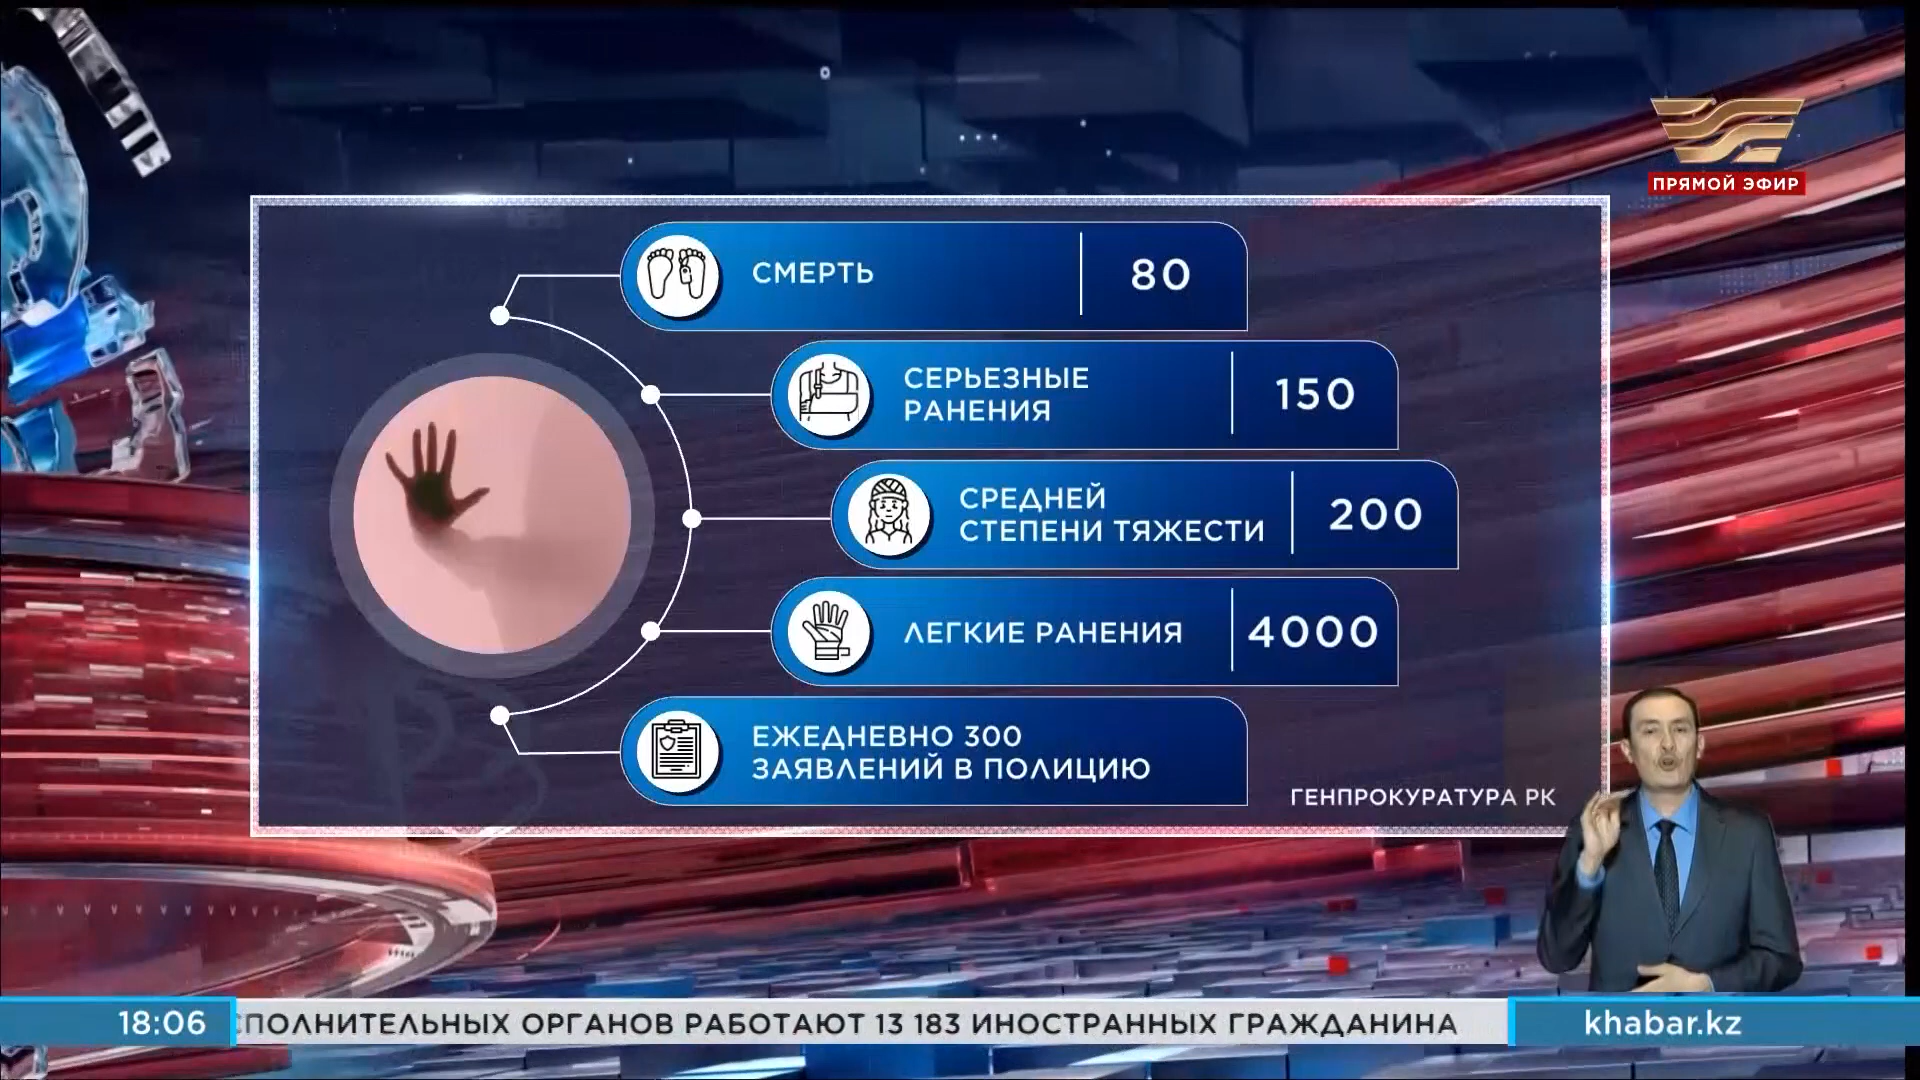 ПРЯМОЙ ЭФИР
СМЕРТЬ 80
СЕРЬЕЗНЫЕ
РАНЕНИЯ 150
СРЕДНЕЙ
СТЕПЕНИ ТЯЖЕСТИ 200
ЛЕГКИЕ РАНЕНИЯ 4000
ЕЖЕДНЕВНО 300
ЗАЯВЛЕНИЙ В ПОЛИЦИЮ
ГЕНПРОКУРАТУРА РК
18:06 СПОЛНИТЕЛЬНЫХ ОРГАНОВ РАБОТАЮТ 13 183 ИНОСТРАННЫХ ГРАЖДАНИНА khabar.kz